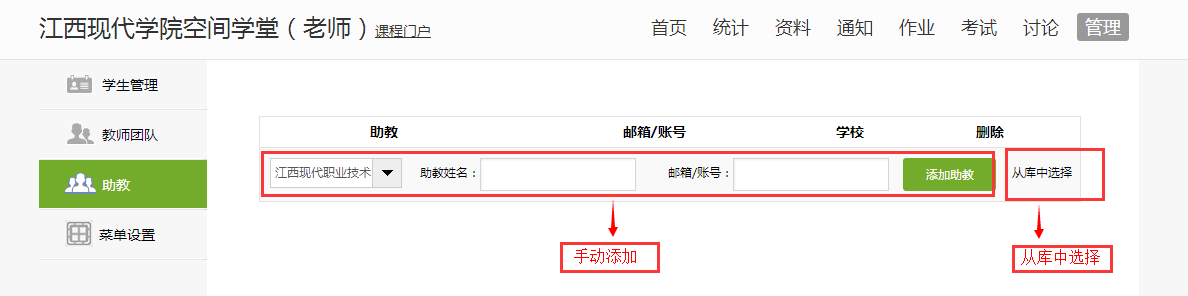 江西现代学院空间学堂（老师）课程门户
首页 统计 资料 通知 作业 考试 讨论 管理
学生管理
教师团队
助教
菜单设置
助教 邮箱/账号 学校 删除
江西现代职业技术 助教姓名： 邮箱/账号： 添加助教 从库中选择
手动添加 从库中选择